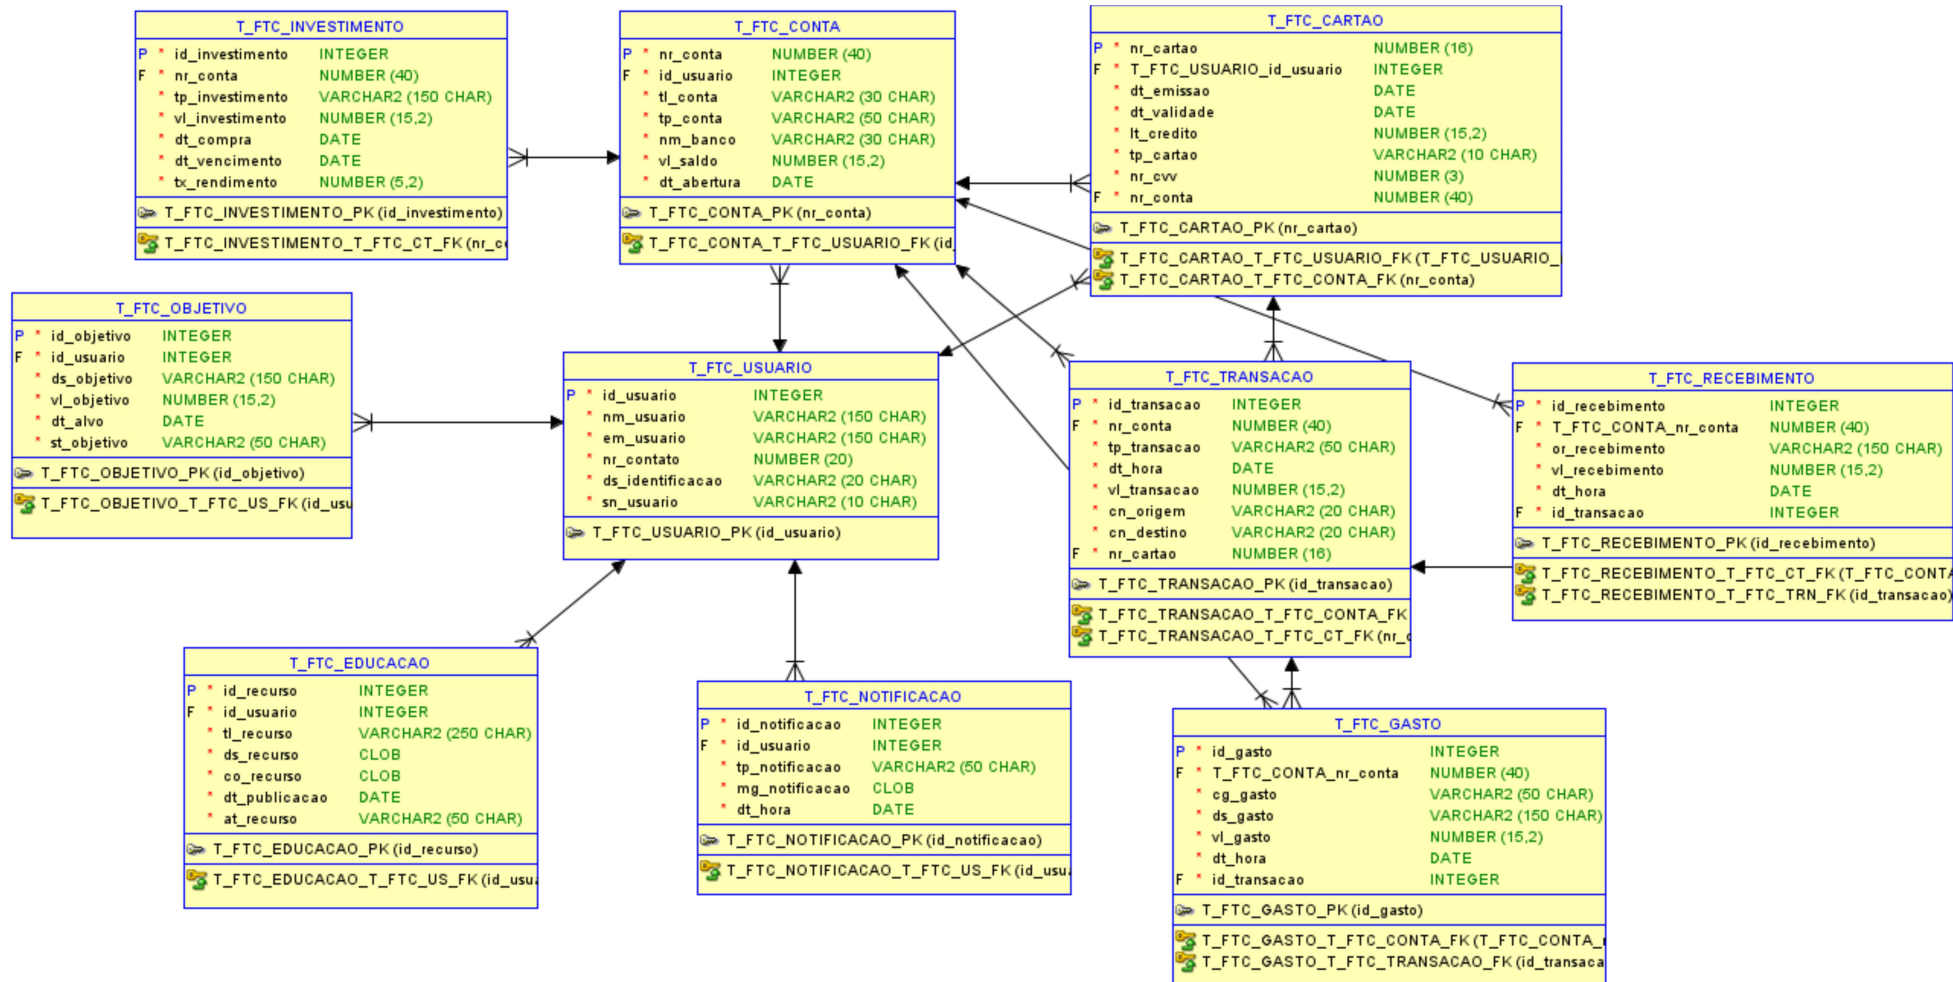 T_FTC_INVESTIMENTO
P * id_investimento INTEGER
F * nr_conta NUMBER (40)
* tp_investimento VARCHAR2 (150 CHAR)
* vl_investimento NUMBER (15,2)
* dt_compra DATE
* dt_vencimento DATE
* tx_rendimento NUMBER (5,2)
T_FTC_INVESTIMENTO_PK (id_investimento)
T_FTC_INVESTIMENTO_T_FTC_CT_FK (nr_c
T_FTC_CONTA
P * nr_conta NUMBER (40)
F * id_usuario INTEGER
* tl_conta VARCHAR2 (30 CHAR)
* tp_conta VARCHAR2 (50 CHAR)
* nm_banco VARCHAR2 (30 CHAR)
* vl_saldo NUMBER (15,2)
* dt_abertura DATE
T_FTC_CONTA_PK (nr_conta)
T_FTC_CONTA_T_FTC_USUARIO_FK (id_
T_FTC_CARTAO
P * nr_cartao NUMBER (16)
F * T_FTC_USUARIO_id_usuario INTEGER
* dt_emissao DATE
* dt_validade DATE
* lt_credito NUMBER (15,2)
* tp_cartao VARCHAR2 (10 CHAR)
* nr_cvv NUMBER (3)
F * nr_conta NUMBER (40)
T_FTC_CARTAO_PK (nr_cartao)
T_FTC_CARTAO_T_FTC_USUARIO_FK (T_FTC_USUARIO_
T_FTC_CARTAO_T_FTC_CONTA_FK (nr_conta)
T_FTC_OBJETIVO
P * id_objetivo INTEGER
F * id_usuario INTEGER
* ds_objetivo VARCHAR2 (150 CHAR)
* vl_objetivo NUMBER (15,2)
* dt_alvo DATE
* st_objetivo VARCHAR2 (50 CHAR)
T_FTC_OBJETIVO_PK (id_objetivo)
T_FTC_OBJETIVO_T_FTC_US_FK (id_usu
T_FTC_USUARIO
P * id_usuario INTEGER
* nm_usuario VARCHAR2 (150 CHAR)
* em_usuario VARCHAR2 (150 CHAR)
* nr_contato NUMBER (20)
* ds_identificacao VARCHAR2 (20 CHAR)
* sn_usuario VARCHAR2 (10 CHAR)
T_FTC_USUARIO_PK (id_usuario)
T_FTC_TRANSACAO
P * id_transacao INTEGER
F * nr_conta NUMBER (40)
* tp_transacao VARCHAR2 (50 CHAR)
* dt_hora DATE
* vl_transacao NUMBER (15,2)
* cn_origem VARCHAR2 (20 CHAR)
* cn_destino VARCHAR2 (20 CHAR)
F * nr_cartao NUMBER (16)
T_FTC_TRANSACAO_PK (id_transacao)
T_FTC_TRANSACAO_T_FTC_CONTA_FK
T_FTC_TRANSACAO_T_FTC_CT_FK (nr_c
T_FTC_RECEBIMENTO
P * id_recebimento INTEGER
F * T_FTC_CONTA_nr_conta NUMBER (40)
* or_recebimento VARCHAR2 (150 CHAR)
* vl_recebimento NUMBER (15,2)
* dt_hora DATE
F * id_transacao INTEGER
T_FTC_RECEBIMENTO_PK (id_recebimento)
T_FTC_RECEBIMENTO_T_FTC_CT_FK (T_FTC_CONTA
T_FTC_RECEBIMENTO_T_FTC_TRN_FK (id_transacao)
T_FTC_EDUCACAO
P * id_recurso INTEGER
F * id_usuario INTEGER
* tl_recurso VARCHAR2 (250 CHAR)
* ds_recurso CLOB
* co_recurso CLOB
* dt_publicacao DATE
* at_recurso VARCHAR2 (50 CHAR)
T_FTC_EDUCACAO_PK (id_recurso)
T_FTC_EDUCACAO_T_FTC_US_FK (id_usu
T_FTC_NOTIFICACAO
P * id_notificacao INTEGER
F * id_usuario INTEGER
* tp_notificacao VARCHAR2 (50 CHAR)
* mg_notificacao CLOB
* dt_hora DATE
T_FTC_NOTIFICACAO_PK (id_notificacao)
T_FTC_NOTIFICACAO_T_FTC_US_FK (id_usu
T_FTC_GASTO
P * id_gasto INTEGER
F * T_FTC_CONTA_nr_conta NUMBER (40)
* cg_gasto VARCHAR2 (50 CHAR)
* ds_gasto VARCHAR2 (150 CHAR)
* vl_gasto NUMBER (15,2)
* dt_hora DATE
F * id_transacao INTEGER
T_FTC_GASTO_PK (id_gasto)
T_FTC_GASTO_T_FTC_CONTA_FK (T_FTC_CONTA_
T_FTC_GASTO_T_FTC_TRANSACAO_FK (id_transaca